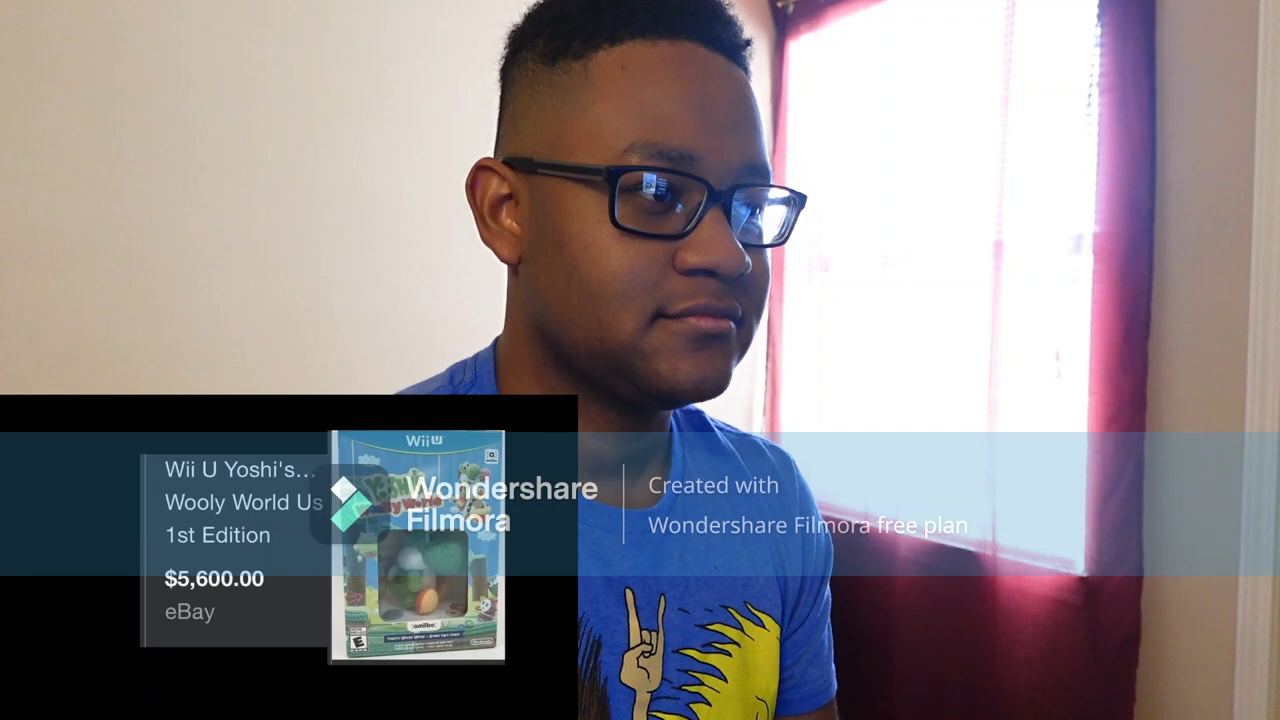 Wii U Yoshi's...
Wooly World Us
1st Edition
$5,600.00
eBay
Wii U
amiibo
E
Wondershare
Filmora
Created with
Wondershare Filmora free plan